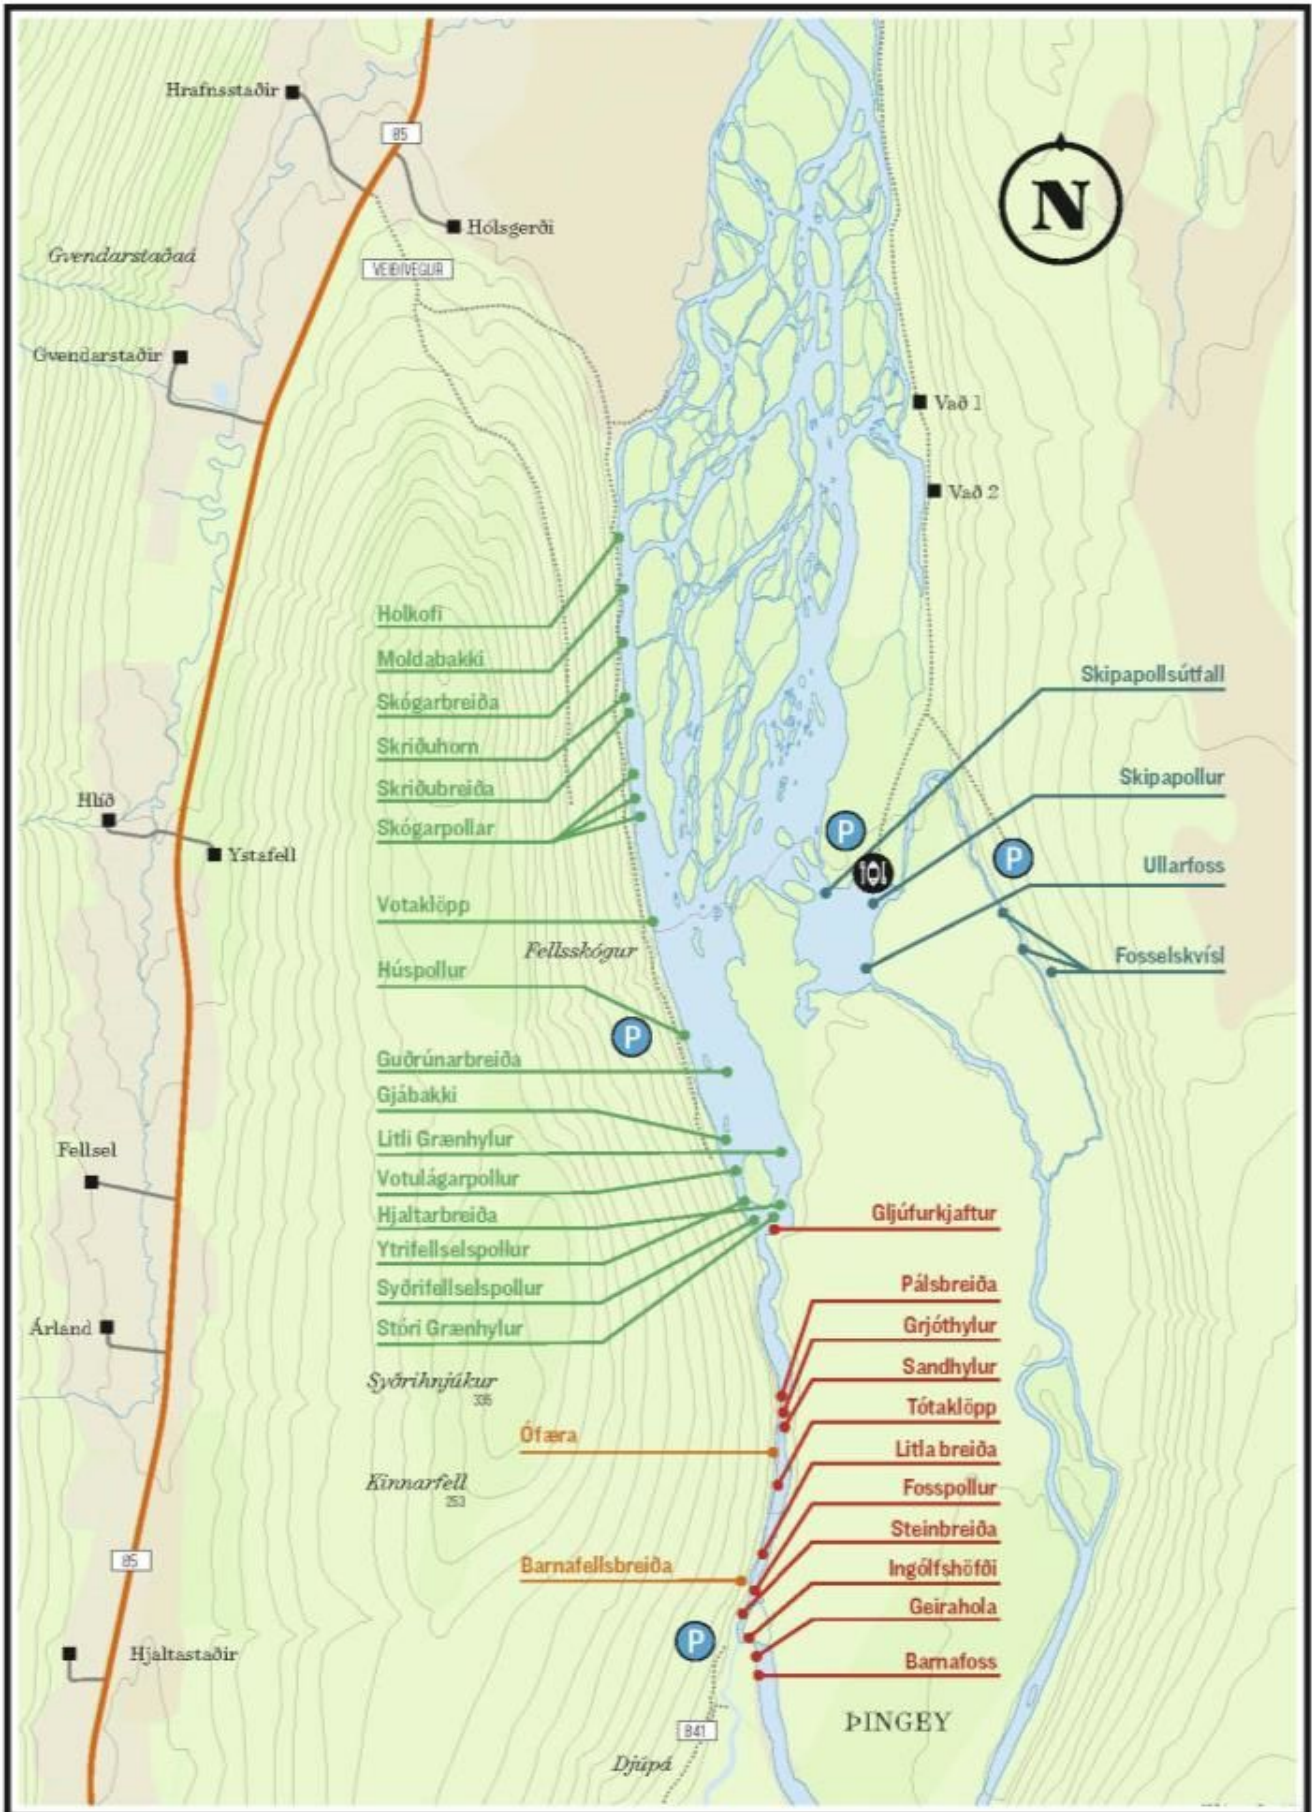 Hrafnsstaðir
85
N
Hólsgerði
Gvendarstaðaá
VEIÐIVEGUR
Gvendarstaðir
Vað 1
Vað 2
Holkofi
Moldabakki
Skógarbreiða
Skriðuhorn
Skriðubreiða
Skógarpollar
Skipapollsútfall
Skipapollur
Ullarfoss
Fosselskvísl
P
P
Hlíð
Ystafell
Votaklöpp
Fellsskógur
Húspollur
P
Guðrúnarbreiða
Gjábakki
Litli Grænhylur
Votulágarpollur
Hjaltarbreiða
Ytrifellselspollur
Syðrifellselspollur
Stóri Grænhylur
Fellsel
Árland
Gljúfurkjaftur
Pálsbreiða
Grjóthylur
Sandhylur
Tótaklöpp
Litla breiða
Fosspollur
Steinbreiða
Ingólfshöfði
Geirahola
Barnafoss
Syðrihnjúkur
335
Ófæra
Kinnarfell
253
Barnafellsbreiða
85
P
Hjaltastaðir
841
Djúpá
ÞINGEY